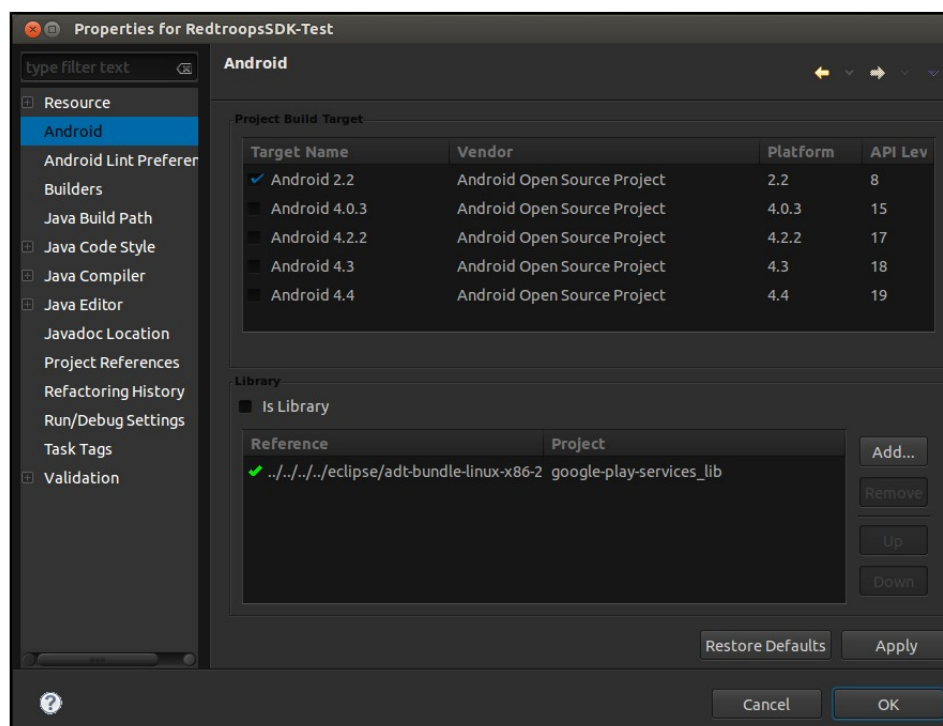 Properties for RedtroopsSDK-Test
type filter text
Resource
Android
Android Lint Preferen
Builders
Java Build Path
Java Code Style
Java Compiler
Java Editor
Javadoc Location
Project References
Refactoring History
Run/Debug Settings
Task Tags
Validation
Android
Project Build Target
Target Name Vendor Platform API Lev
Android 2.2 Android Open Source Project 2.2 8
Android 4.0.3 Android Open Source Project 4.0.3 15
Android 4.2.2 Android Open Source Project 4.2.2 17
Android 4.3 Android Open Source Project 4.3 18
Android 4.4 Android Open Source Project 4.4 19
Library
Is Library
Reference Project
../../../../eclipse/adt-bundle-linux-x86-2 google-play-services_lib
Add...
Remove
Up
Down
Restore Defaults Apply
? Cancel OK